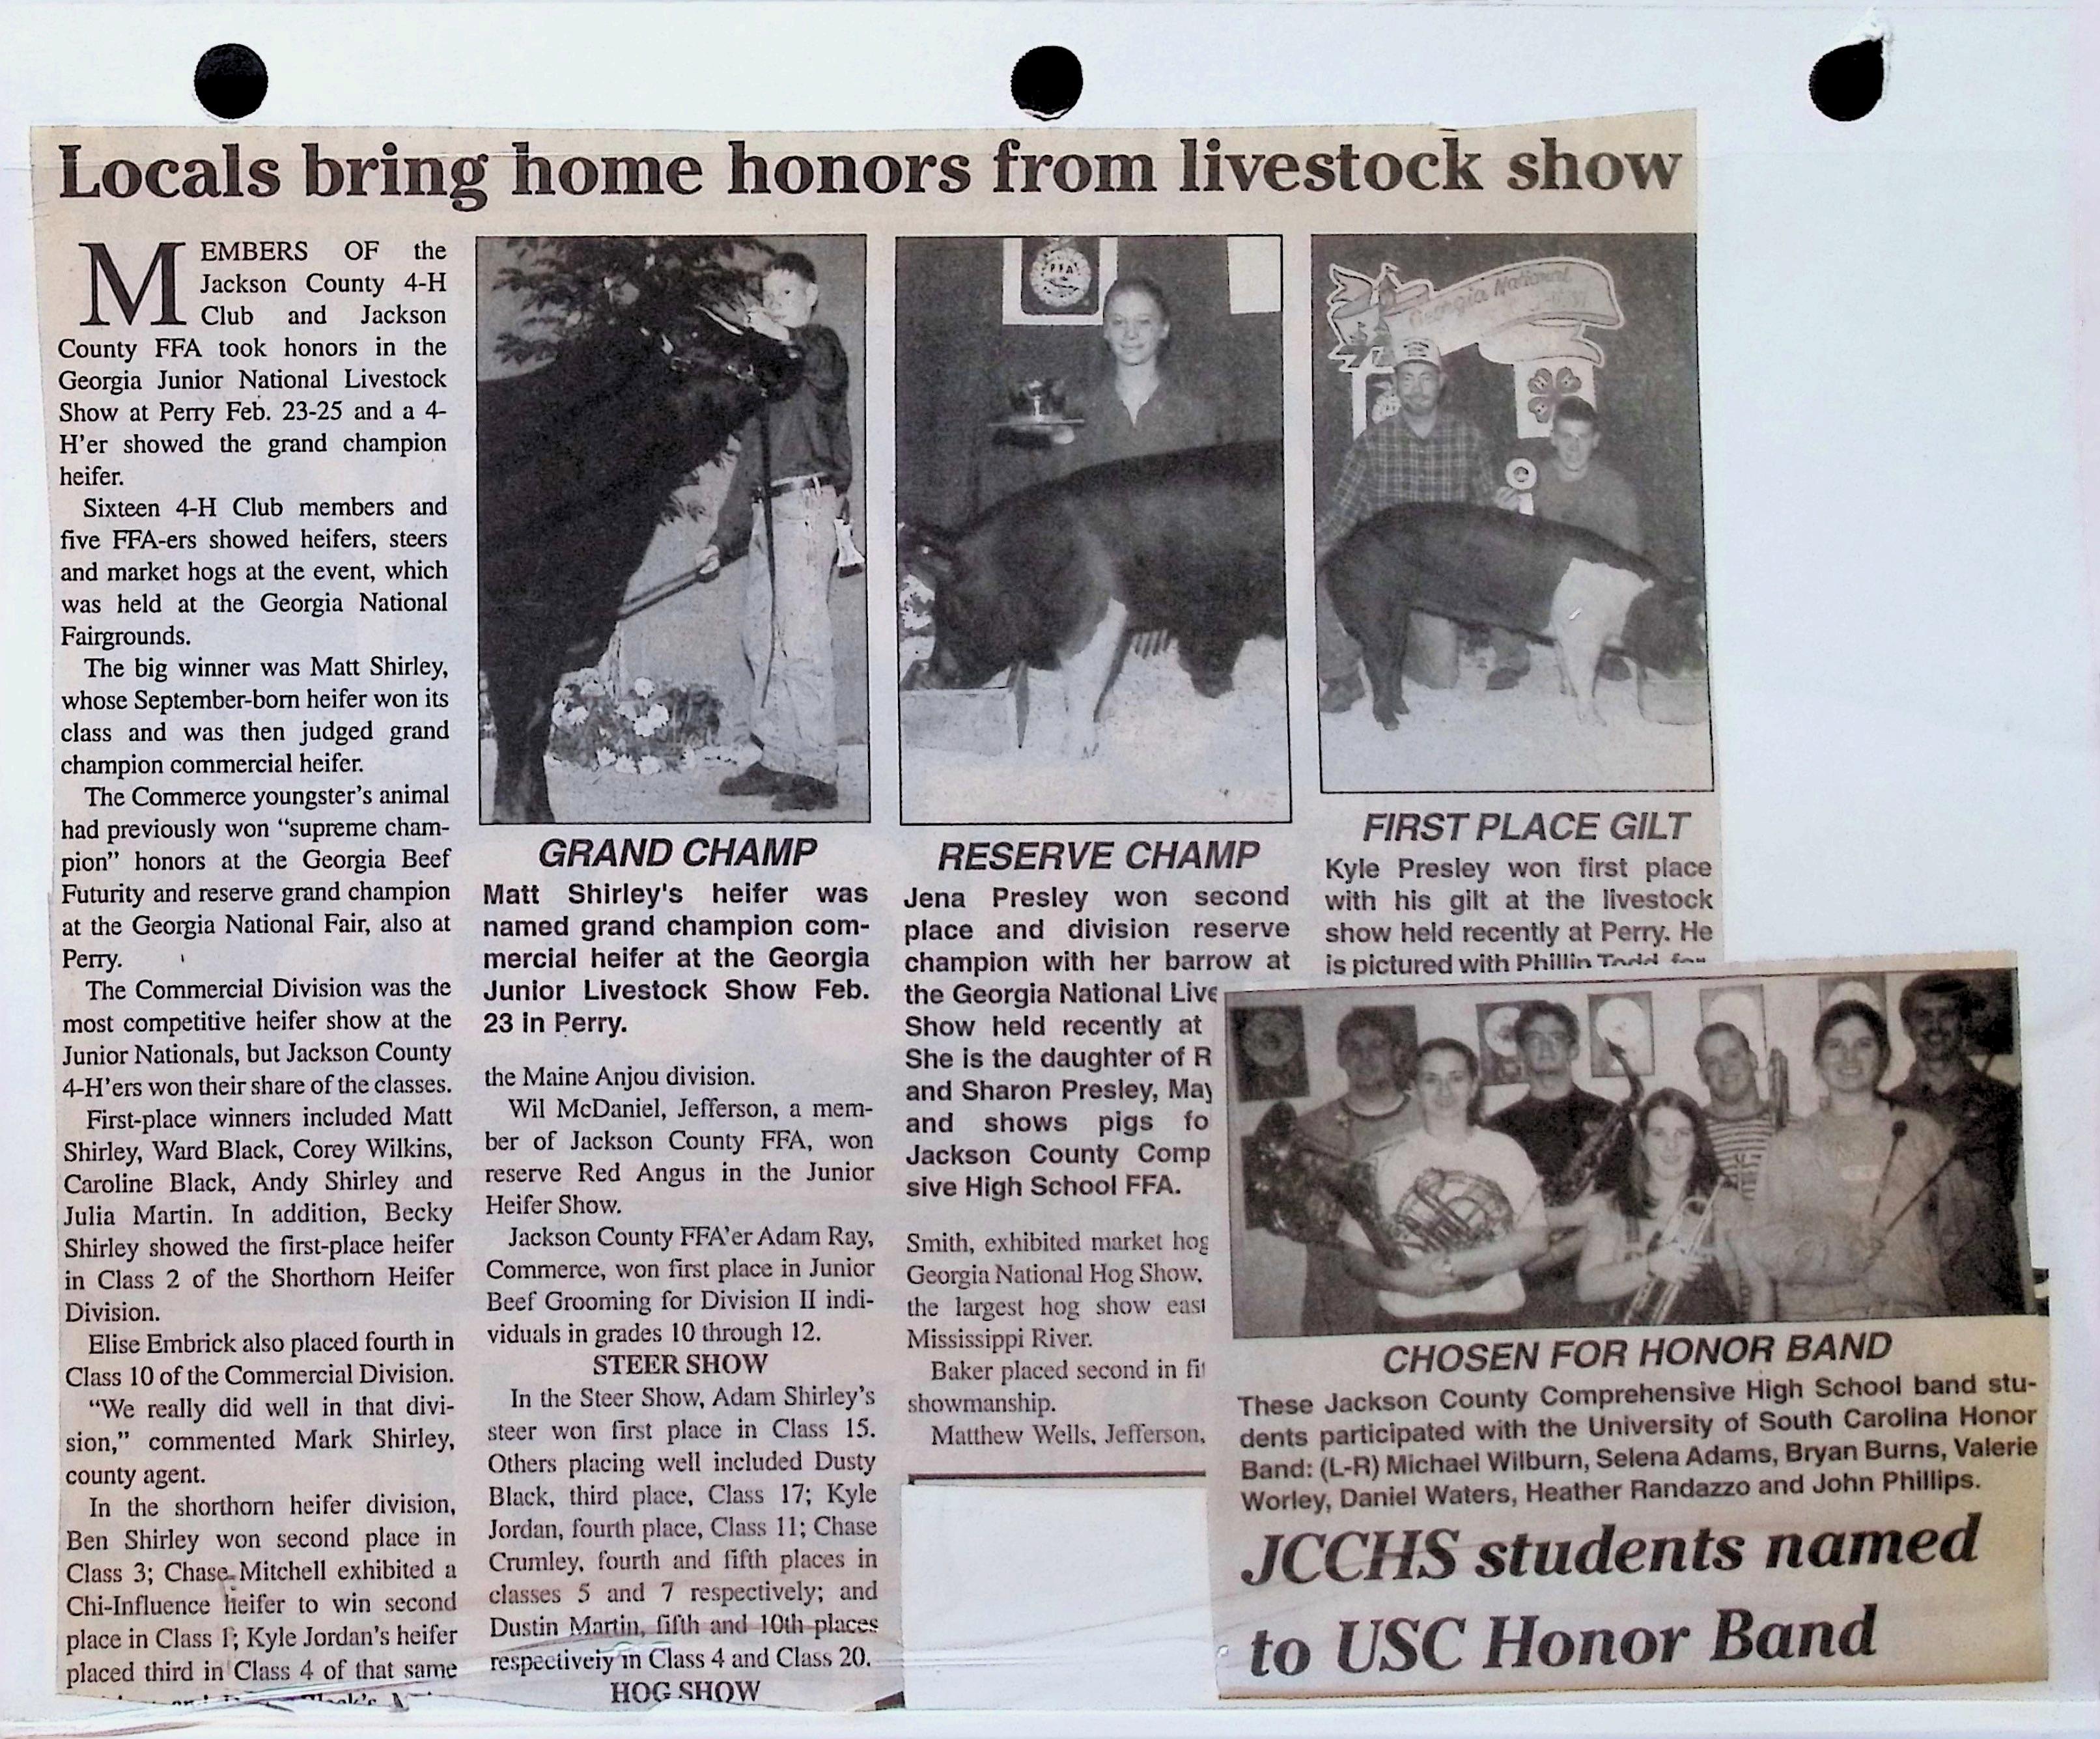 Locals bring home honors from livestock show
MEMBERS OF the
Jackson County 4-H
Club and Jackson
County FFA took honors in the
Georgia Junior National Livestock
Show at Perry Feb. 23-25 and a 4-
H'er showed the grand champion
heifer.
Sixteen 4-H Club members and
five FFA-ers showed heifers, steers
and market hogs at the event, which
was held at the Georgia National
Fairgrounds.
The big winner was Matt Shirley,
whose September-born heifer won its
class and was then judged grand
champion commercial heifer.
The Commerce youngster's animal
had previously won “supreme cham-
pion” honors at the Georgia Beef
Futurity and reserve grand champion
at the Georgia National Fair, also at
Perry.
The Commercial Division was the
most competitive heifer show at the
Junior Nationals, but Jackson County
4-H'ers won their share of the classes.
First-place winners included Matt
Shirley, Ward Black, Corey Wilkins,
Caroline Black, Andy Shirley and
Julia Martin. In addition, Becky
Shirley showed the first-place heifer
in Class 2 of the Shorthorn Heifer
Division.
Elise Embrick also placed fourth in
Class 10 of the Commercial Division.
“We really did well in that divi-
sion,” commented Mark Shirley,
county agent.
In the shorthorn heifer division,
Ben Shirley won second place in
Class 3; Chase Mitchell exhibited a
Chi-Influence heifer to win second
place in Class 1; Kyle Jordan's heifer
placed third in Class 4 of that same
GRAND CHAMP
Matt Shirley's heifer was
named grand champion com-
mercial heifer at the Georgia
Junior Livestock Show Feb.
23 in Perry.
the Maine Anjou division.
Wil McDaniel, Jefferson, a mem-
ber of Jackson County FFA, won
reserve Red Angus in the Junior
Heifer Show.
Jackson County FFA'er Adam Ray,
Commerce, won first place in Junior
Beef Grooming for Division II indi-
viduals in grades 10 through 12.
STEER SHOW
In the Steer Show, Adam Shirley's
steer won first place in Class 15.
Others placing well included Dusty
Black, third place, Class 17; Kyle
Jordan, fourth place, Class 11; Chase
Crumley, fourth and fifth places in
classes 5 and 7 respectively; and
Dustin Martin, fifth and 10th places
respectively in Class 4 and Class 20.
HOG SHOW
FFA
RESERVE CHAMP
Jena Presley won second
place and division reserve
champion with her barrow at
the Georgia National Live
Show held recently at
She is the daughter of R
and Sharon Presley, May
and shows pigs fo
Jackson County Comp
sive High School FFA.
Smith, exhibited market hog
Georgia National Hog Show,
the largest hog show east
Mississippi River.
Baker placed second in fi
showmanship.
Matthew Wells, Jefferson,
Georgia National
FIRST PLACE GILT
Kyle Presley won first place
with his gilt at the livestock
show held recently at Perry. He
is pictured with Phillip Todd, for
CHOSEN FOR HONOR BAND
These Jackson County Comprehensive High School band stu-
dents participated with the University of South Carolina Honor
Band: (L-R) Michael Wilburn, Selena Adams, Bryan Burns, Valerie
Worley, Daniel Waters, Heather Randazzo and John Phillips.
JCCHS students named
to USC Honor Band